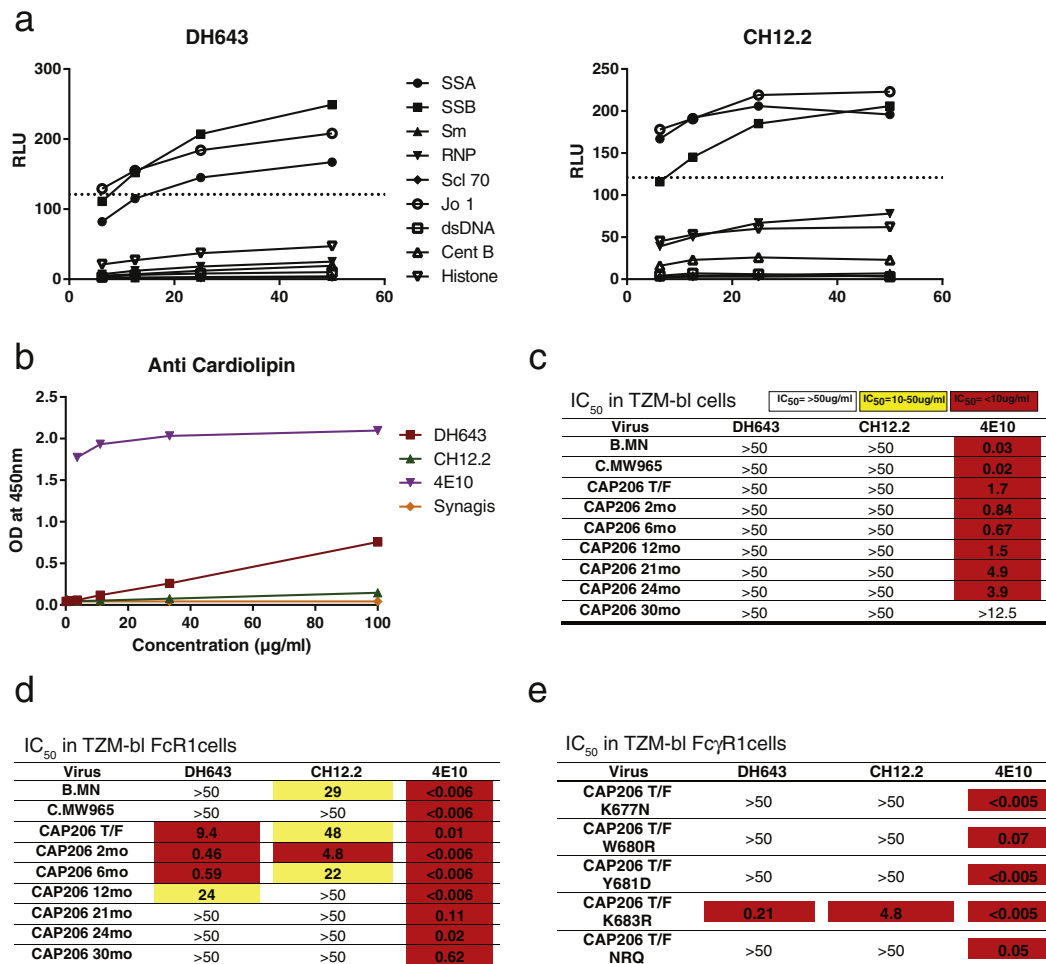 a
DH643
300
200
100
0
RLU
0
20
40
60
SSA
SSB
Sm
RNP
Scl 70
Jo 1
dsDNA
Cent B
Histone
CH12.2
250
200
150
100
50
0
RLU
0
20
40
60
b
Anti Cardiolipin
2.5
2.0
1.5
1.0
0.5
0.0
OD at 450nm
0
20
40
60
80
100
Concentration (µg/ml)
DH643
CH12.2
4E10
Synagis
c
IC50 in TZM-bl cells
IC50= >50ug/ml IC50=10-50ug/ml IC50= <10ug/ml
Virus DH643 CH12.2 4E10
B.MN >50 >50 0.03
C.MW965 >50 >50 0.02
CAP206 T/F >50 >50 1.7
CAP206 2mo >50 >50 0.84
CAP206 6mo >50 >50 0.67
CAP206 12mo >50 >50 1.5
CAP206 21mo >50 >50 4.9
CAP206 24mo >50 >50 3.9
CAP206 30mo >50 >50 >12.5
d
IC50 in TZM-bl FcR1cells
Virus DH643 CH12.2 4E10
B.MN >50 29 <0.006
C.MW965 >50 >50 <0.006
CAP206 T/F 9.4 48 0.01
CAP206 2mo 0.46 4.8 <0.006
CAP206 6mo 0.59 22 <0.006
CAP206 12mo 24 >50 <0.006
CAP206 21mo >50 >50 0.11
CAP206 24mo >50 >50 0.02
CAP206 30mo >50 >50 0.62
e
IC50 in TZM-bl FcγR1cells
Virus DH643 CH12.2 4E10
CAP206 T/F
K677N >50 >50 <0.005
CAP206 T/F
W680R >50 >50 0.07
CAP206 T/F
Y681D >50 >50 <0.005
CAP206 T/F
K683R 0.21 4.8 <0.005
CAP206 T/F
NRQ >50 >50 0.05